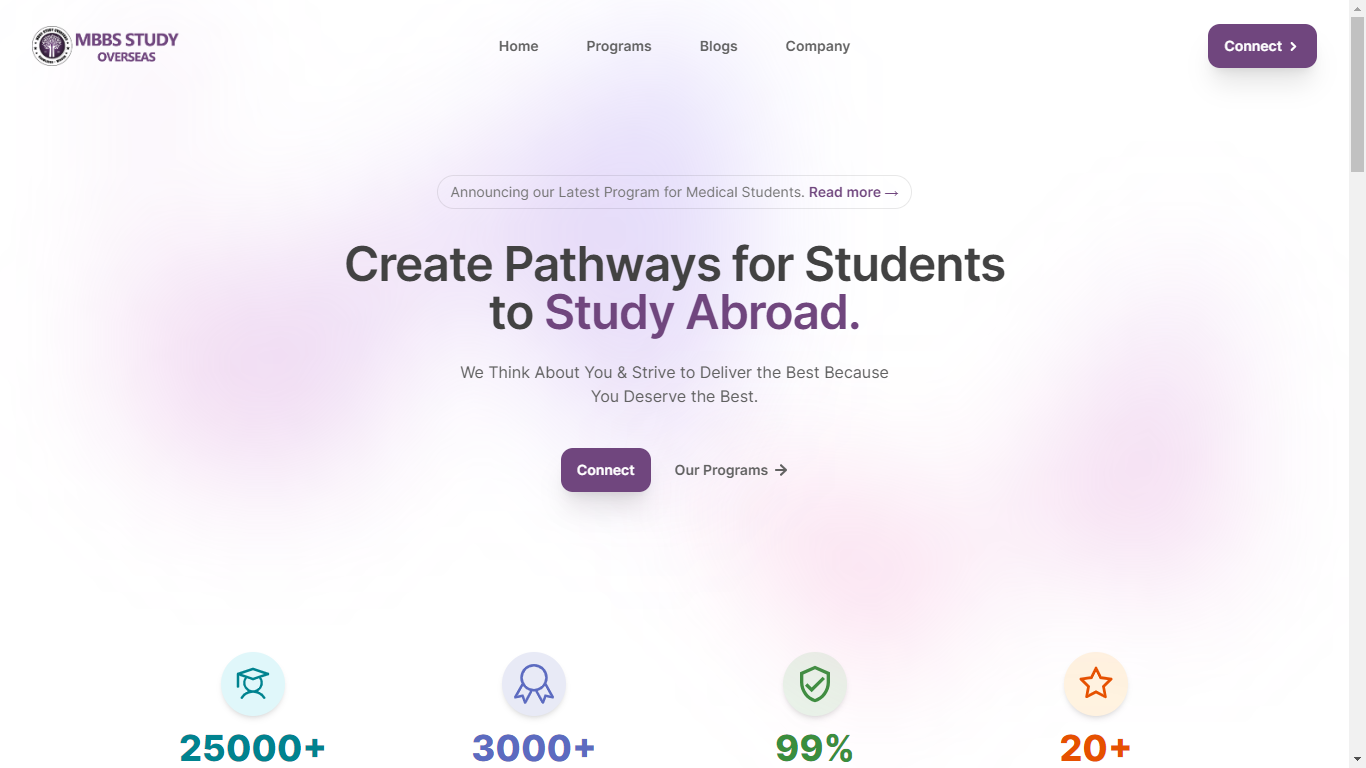 MBBS STUDY
OVERSEAS
Home
Programs
Blogs
Company
Connect
Announcing our Latest Program for Medical Students. Read more →
Create Pathways for Students
to Study Abroad.
We Think About You & Strive to Deliver the Best Because
You Deserve the Best.
Connect
Our Programs →
25000+
3000+
99%
20+